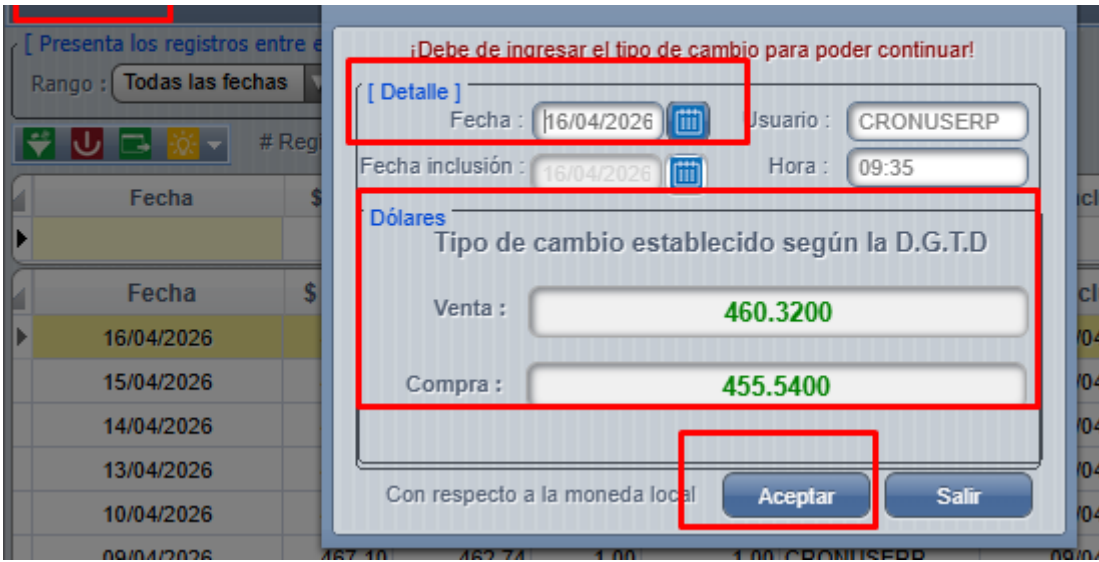 [ Presenta los registros entre e
Rango : Todas las fechas
# Regi
Fecha $
Fecha $
16/04/2026
15/04/2026
14/04/2026
13/04/2026
10/04/2026
09/04/2026 467.10 462.74 1.00 1.00 CRONUSERP 09/0
¡Debe de ingresar el tipo de cambio para poder continuar!
[ Detalle ]
Fecha : 16/04/2026 Usuario : CRONUSERP
Fecha inclusión : 16/04/2026 Hora : 09:35
Dólares
Tipo de cambio establecido según la D.G.T.D
Venta : 460.3200
Compra : 455.5400
Con respecto a la moneda local Aceptar Salir